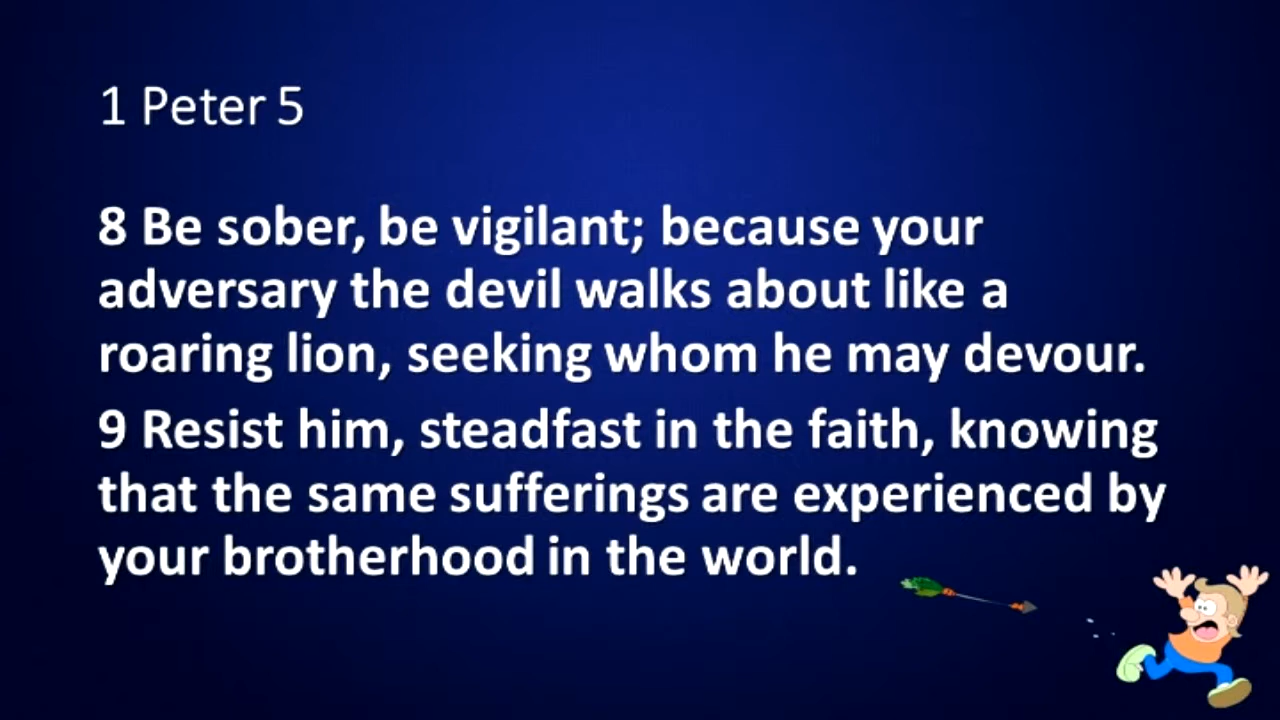 1 Peter 5
8 Be sober, be vigilant; because your
adversary the devil walks about like a
roaring lion, seeking whom he may devour.
9 Resist him, steadfast in the faith, knowing
that the same sufferings are experienced by
your brotherhood in the world.